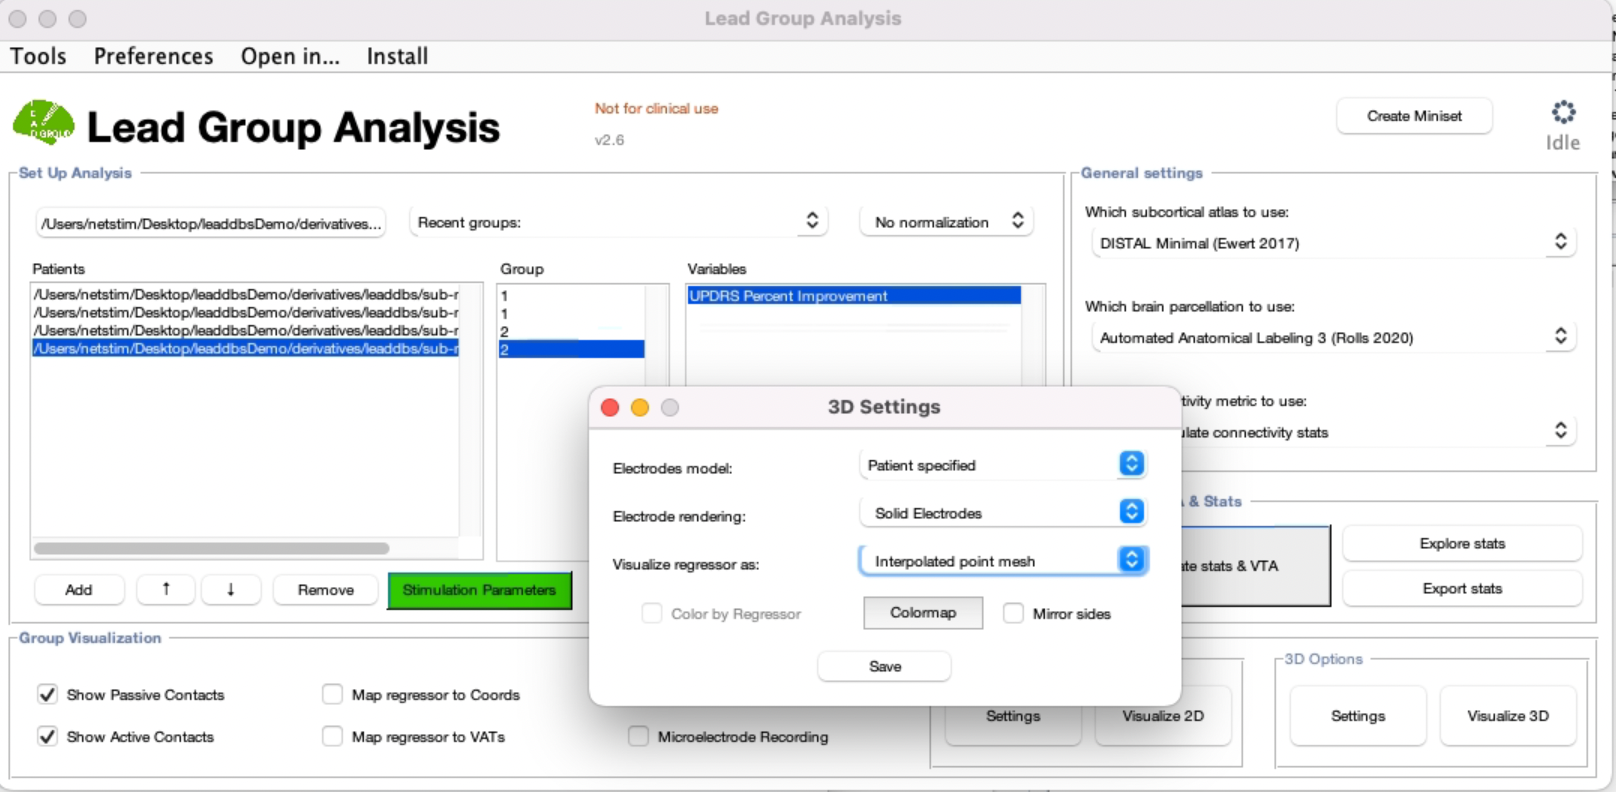 Lead Group Analysis
Tools Preferences Open in... Install
Lead Group Analysis
Not for clinical use
v2.6
Create Miniset
Idle
Set Up Analysis
/Users/netstim/Desktop/leaddbsDemo/derivatives...
Recent groups:
No normalization
Patients
/Users/netstim/Desktop/leaddbsDemo/derivatives/leaddbs/sub-r
/Users/netstim/Desktop/leaddbsDemo/derivatives/leaddbs/sub-r
/Users/netstim/Desktop/leaddbsDemo/derivatives/leaddbs/sub-r
/Users/netstim/Desktop/leaddbsDemo/derivatives/leaddbs/sub-r
Group
1
1
2
2
Variables
UPDRS Percent Improvement
Add
↑
↓
Remove
Stimulation Parameters
General settings
Which subcortical atlas to use:
DISTAL Minimal (Ewert 2017)
Which brain parcellation to use:
Automated Anatomical Labeling 3 (Rolls 2020)
tivity metric to use:
late connectivity stats
& Stats
ate stats & VTA
Explore stats
Export stats
3D Settings
Electrodes model:
Patient specified
Electrode rendering:
Solid Electrodes
Visualize regressor as:
Interpolated point mesh
Color by Regressor
Colormap
Mirror sides
Save
Group Visualization
Show Passive Contacts
Map regressor to Coords
Show Active Contacts
Map regressor to VATs
Microelectrode Recording
Settings
Visualize 2D
3D Options
Settings
Visualize 3D